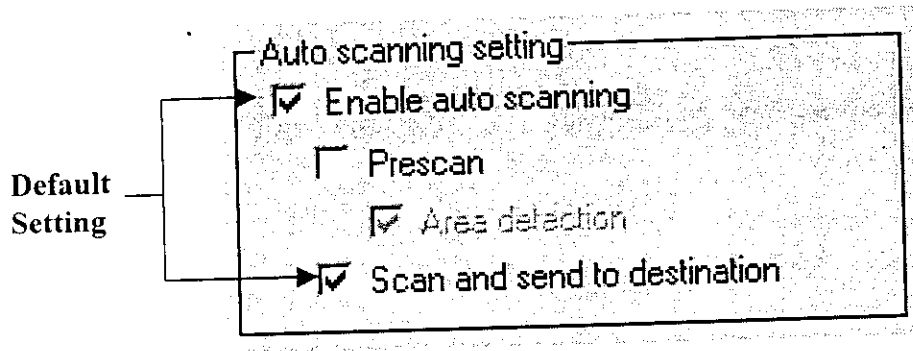 Auto scanning setting
Enable auto scanning
Prescan
Default
Setting
Area detection
Scan and send to destination